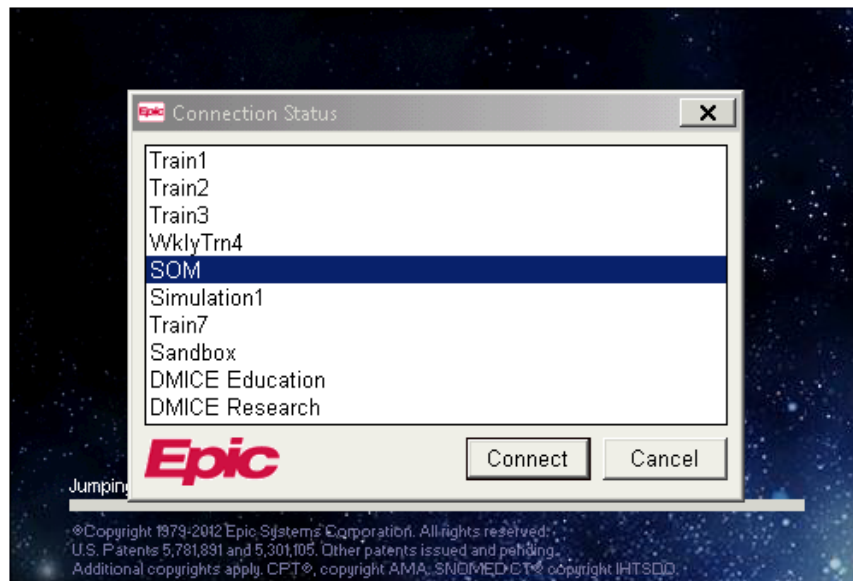 Epic Connection Status
Train1
Train2
Train3
WklyTrn4
SOM
Simulation1
Train7
Sandbox
DMICE Education
DMICE Research
Epic
Connect Cancel
Jumping
©Copyright 1979-2012 Epic Systems Corporation. All rights reserved.
U.S. Patents 5,781,891 and 5,301,105. Other patents issued and pending.
Additional copyrights apply. CPT®, copyright AMA. SNOMED CT® copyright IHTSDO.